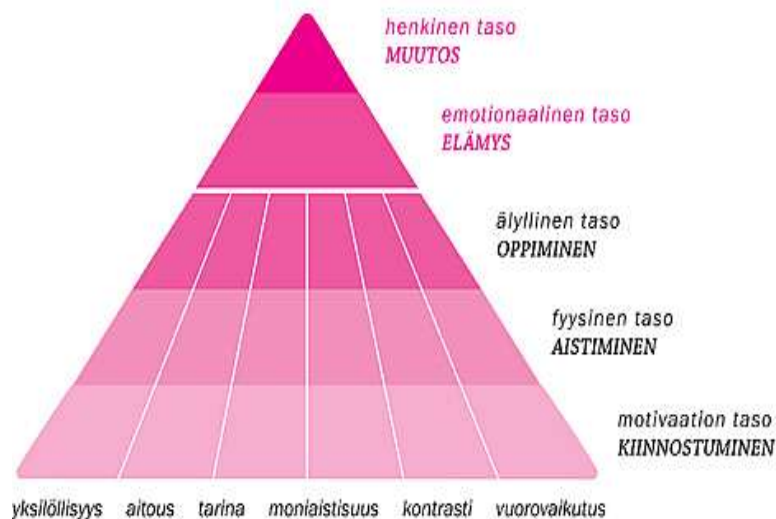 henkinen taso
MUUTOS
emotionaalinen taso
ELÄMYS
älyllinen taso
OPPIMINEN
fyysinen taso
AISTIMINEN
motivaation taso
KIINNOSTUMINEN
yksilöllisyys aitous tarina moniaistisuus kontrasti vuorovaikutus